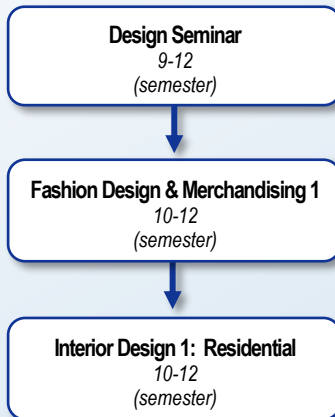 Design Seminar
9-12
(semester)
Fashion Design & Merchandising 1
10-12
(semester)
Interior Design 1: Residential
10-12
(semester)